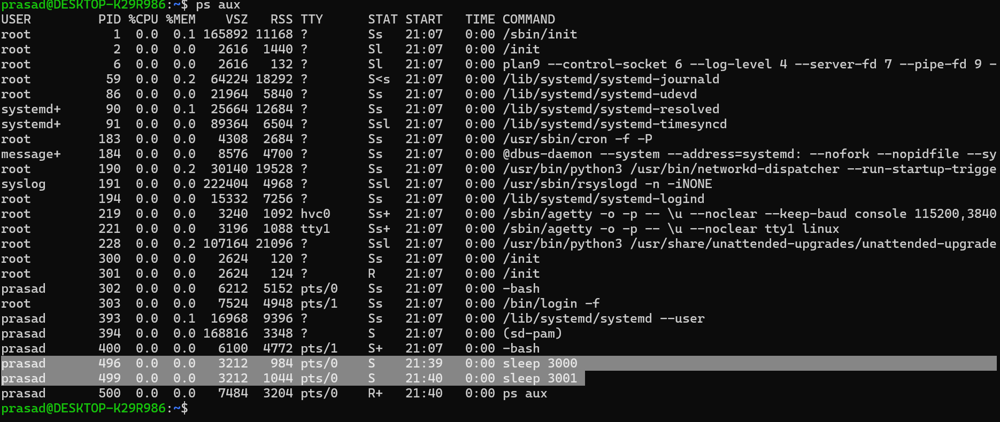 prasad@DESKTOP-K29R986:~$ ps aux
USER         PID %CPU %MEM    VSZ   RSS TTY      STAT START   TIME COMMAND
root           1  0.0  0.1 165892 11168 ?        Ss   21:07   0:00 /sbin/init
root           2  0.0  0.0   2616  1440 ?        Sl   21:07   0:00 /init
root           6  0.0  0.0   2616   132 ?        Sl   21:07   0:00 plan9 --control-socket 6 --log-level 4 --server-fd 7 --pipe-fd 9 -
root          59  0.0  0.2  64224 18292 ?        S<s  21:07   0:00 /lib/systemd/systemd-journald
root          86  0.0  0.0  21964  5840 ?        Ss   21:07   0:00 /lib/systemd/systemd-udevd
systemd+      90  0.0  0.1  25664 12684 ?        Ss   21:07   0:00 /lib/systemd/systemd-resolved
systemd+      91  0.0  0.0  89364  6504 ?        Ssl  21:07   0:00 /lib/systemd/systemd-timesyncd
root         183  0.0  0.0   4308  2684 ?        Ss   21:07   0:00 /usr/sbin/cron -f -P
message+     184  0.0  0.0   8576  4700 ?        Ss   21:07   0:00 @dbus-daemon --system --address=systemd: --nofork --nopidfile --sy
root         190  0.0  0.2  30140 19528 ?        Ss   21:07   0:00 /usr/bin/python3 /usr/bin/networkd-dispatcher --run-startup-trigge
syslog       191  0.0  0.0 222404  4968 ?        Ssl  21:07   0:00 /usr/sbin/rsyslogd -n -iNONE
root         194  0.0  0.0  15332  7256 ?        Ss   21:07   0:00 /lib/systemd/systemd-logind
root         219  0.0  0.0   3240  1092 hvc0     Ss+  21:07   0:00 /sbin/agetty -o -p -- \u --noclear --keep-baud console 115200,3840
root         221  0.0  0.0   3196  1088 tty1     Ss+  21:07   0:00 /sbin/agetty -o -p -- \u --noclear tty1 linux
root         228  0.0  0.2 107164 21096 ?        Ssl  21:07   0:00 /usr/bin/python3 /usr/share/unattended-upgrades/unattended-upgrade
root         300  0.0  0.0   2624   120 ?        Ss   21:07   0:00 /init
root         301  0.0  0.0   2624   124 ?        R    21:07   0:00 /init
prasad       302  0.0  0.0   6212  5152 pts/0    Ss   21:07   0:00 -bash
root         303  0.0  0.0   7524  4948 pts/1    Ss   21:07   0:00 /bin/login -f
prasad       393  0.0  0.1  16968  9396 ?        Ss   21:07   0:00 /lib/systemd/systemd --user
prasad       394  0.0  0.0 168816  3348 ?        S    21:07   0:00 (sd-pam)
prasad       400  0.0  0.0   6100  4772 pts/1    S+   21:07   0:00 -bash
prasad       496  0.0  0.0   3212   984 pts/0    S    21:39   0:00 sleep 3000
prasad       499  0.0  0.0   3212  1044 pts/0    S    21:40   0:00 sleep 3001
prasad       500  0.0  0.0   7484  3204 pts/0    R+   21:40   0:00 ps aux
prasad@DESKTOP-K29R986:~$